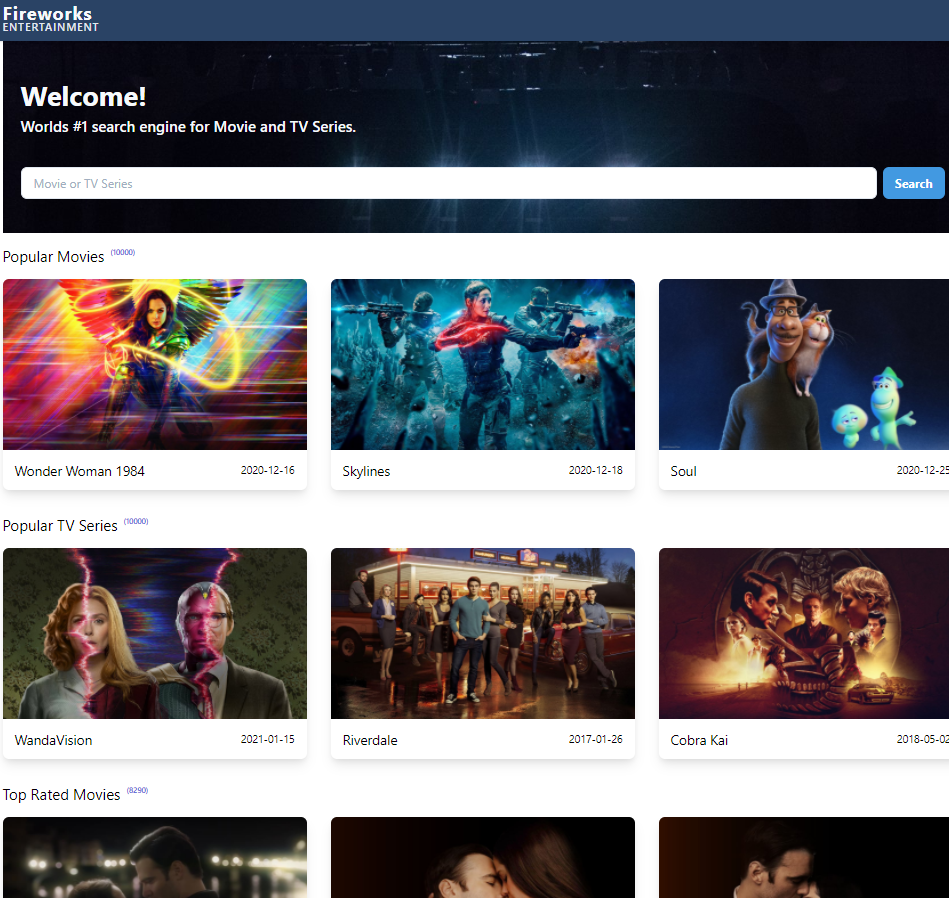 Fireworks
ENTERTAINMENT
Welcome!
Worlds #1 search engine for Movie and TV Series.
Movie or TV Series
Search
Popular Movies (10000)
Wonder Woman 1984 2020-12-16
Skylines 2020-12-18
Soul 2020-12-25
Popular TV Series (10000)
WandaVision 2021-01-15
Riverdale 2017-01-26
Cobra Kai 2018-05-02
Top Rated Movies (8290)